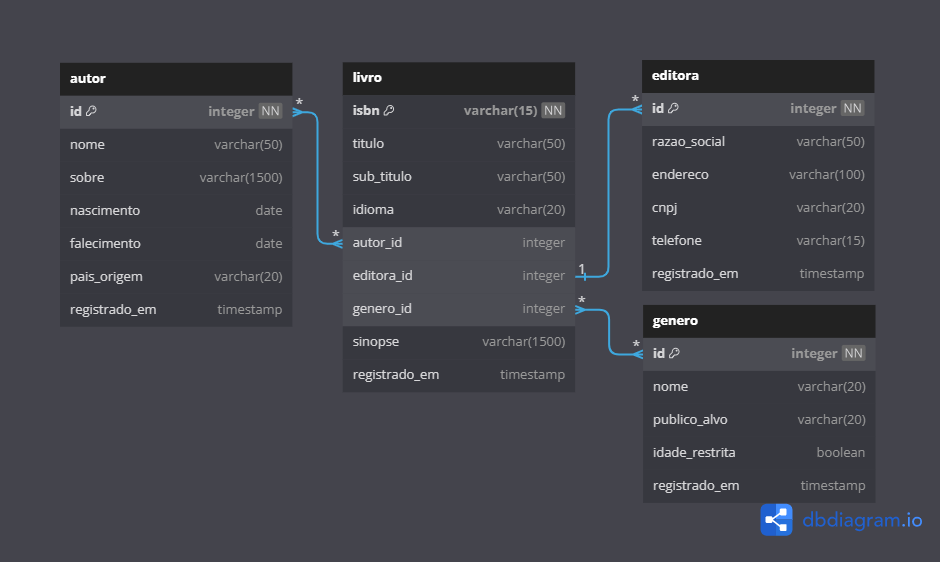 autor
id integer NN
nome varchar(50)
sobre varchar(1500)
nascimento date
falecimento date
pais_origem varchar(20)
registrado_em timestamp
livro
isbn varchar(15) NN
titulo varchar(50)
sub_titulo varchar(50)
idioma varchar(20)
autor_id integer
editora_id integer
genero_id integer
sinopse varchar(1500)
registrado_em timestamp
editora
id integer NN
razao_social varchar(50)
endereco varchar(100)
cnpj varchar(20)
telefone varchar(15)
registrado_em timestamp
genero
id integer NN
nome varchar(20)
publico_alvo varchar(20)
idade_restrita boolean
registrado_em timestamp
*
*
1
*
*
*
dbdiagram.io